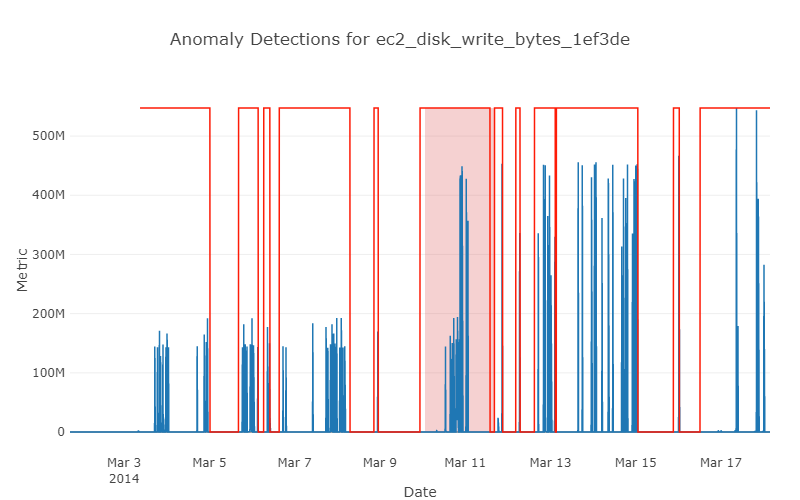 Anomaly Detections for ec2_disk_write_bytes_1ef3de
500M
400M
300M
200M
100M
0
Metric
Mar 3
2014
Mar 5
Mar 7
Mar 9
Mar 11
Mar 13
Mar 15
Mar 17
Date